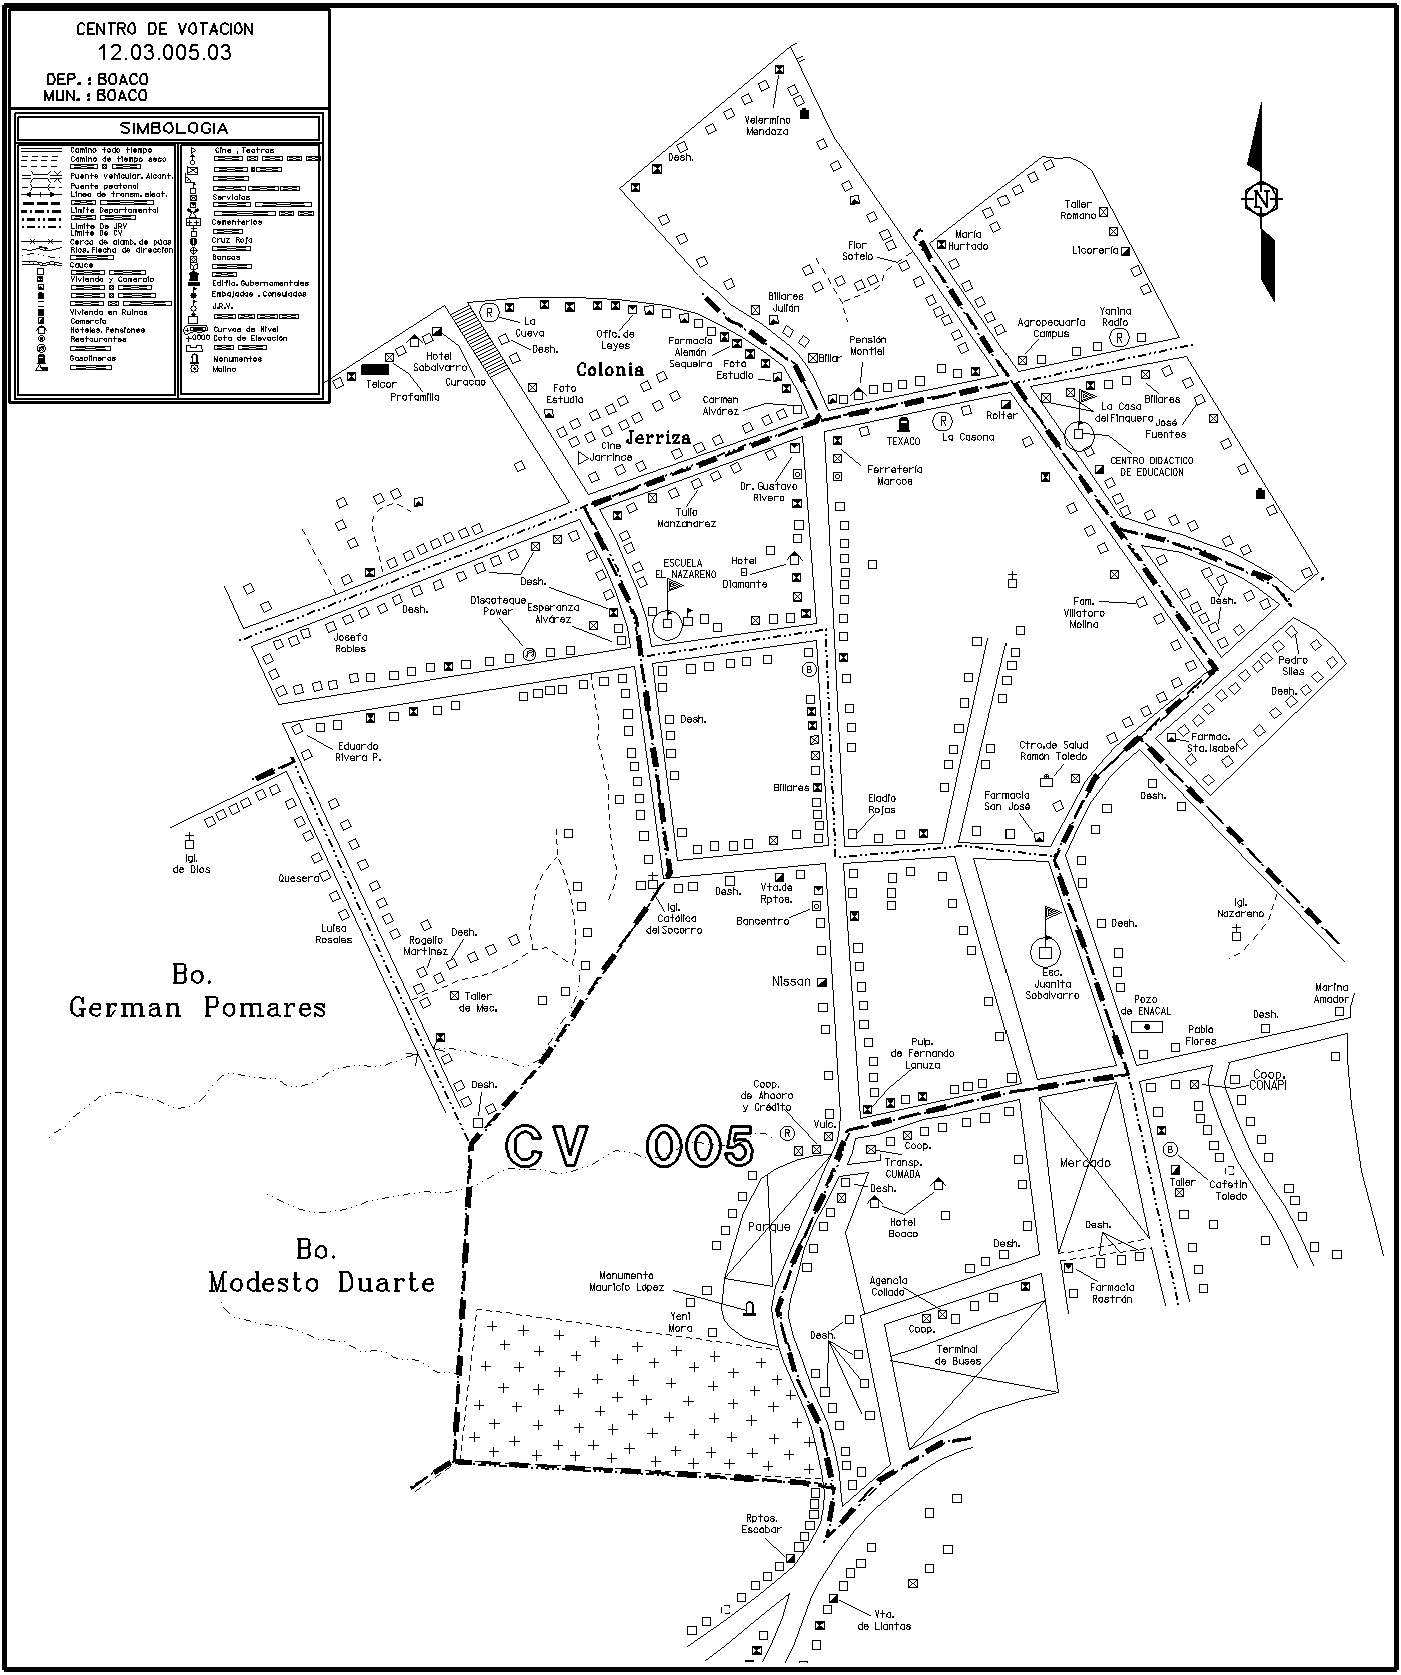 CENTRO DE VOTACION
12.03.005.03
DEP. : BOACO
MUN. : BOACO
SIMBOLOGIA
Camino todo tiempo
Camino de tiempo seco
Puente vehicular. Alcant.
Puente peatonal
Linea de transm. elect.
Limite Departamental
Limite De JRV
Limite De CV
Cerca de alamb. de púas
Rios. Flecha de direccion
Cauce
Vivienda y Comercio
Vivienda en Ruinas
Comercio
Hoteles. Pensiones
Restaurantes
Gasolineras
Cine , Teatros
Servicios
Cementerios
Cruz Roja
Bancos
Edific. Gubernamentales
Embajadas . Consulados
J.R.V.
Curvas de Nivel
Cota de Elevación
Monumentos
Molino
Velermino
Mendoza
Desh.
Taller
Romano
María
Hurtado
Licorería
Flor
Sotelo
N
Billares
Julián
R
La
Cueva
Ofic. de
Leyes
Desh.
Farmacia
Alemán
Sequeira
Foto
Estudio
Billar
Pensión
Montiel
Agropecuaria
Campus
Yanina
Radio
R
Hotel
Sobalvarro
Curacao
Telcor
Profamilia
Colonia
Foto
Estudio
Carmen
Alvárez
Jerriza
Cine
Jarrince
TEXACO
R
La Casona
Rolter
La Casa
del Finquero
Billares
José
Fuentes
CENTRO DIDACTICO
DE EDUCACION
Dr. Gustavo
Rivera
Ferretería
Marcos
Tulio
Manzanarez
ESCUELA
EL NAZARENO
Hotel
Diamante
Desh.
Desh.
Discoteque
Power
Esperanza
Alvárez
Josefa
Robles
Fam.
Villatoro
Molina
Desh.
Pedro
Siles
Desh.
B
Desh.
Eduardo
Rivera P.
Ctro. de Salud
Ramón Toledo
Farmac.
Sta. Isabel
Billares
Eladio
Rojas
Farmacia
San José
Desh.
Igl.
de Dios
Quesera
Luisa
Rosales
Rogelio
Martínez
Desh.
Igl.
Católica
del Socorro
Desh.
Vta. de
Rptos.
Bancentro
Desh.
Igl.
Nazareno
Bo.
German Pomares
Taller
de Mec.
Nissan
Esc.
Juanita
Sobalvarro
Pozo
de ENACAL
Marina
Amador
Desh.
Pablo
Flores
Desh.
Pulp.
de Fernando
Lanuza
Coop.
de Ahorro
y Crédito
Coop.
CONAPI
CV 005
R
Vulc.
Coop.
Transp.
CUMADA
Mercado
B
Taller
Cafetín
Toledo
Desh.
Parque
Hotel
Boaco
Desh.
Desh.
Bo.
Modesto Duarte
Monumento
Mauricio López
Yeni
Mora
Agencia
Collado
Farmacia
Rostrán
Coop.
Desh.
Terminal
de Buses
Rptos.
Escobar
Vta.
de Llantas